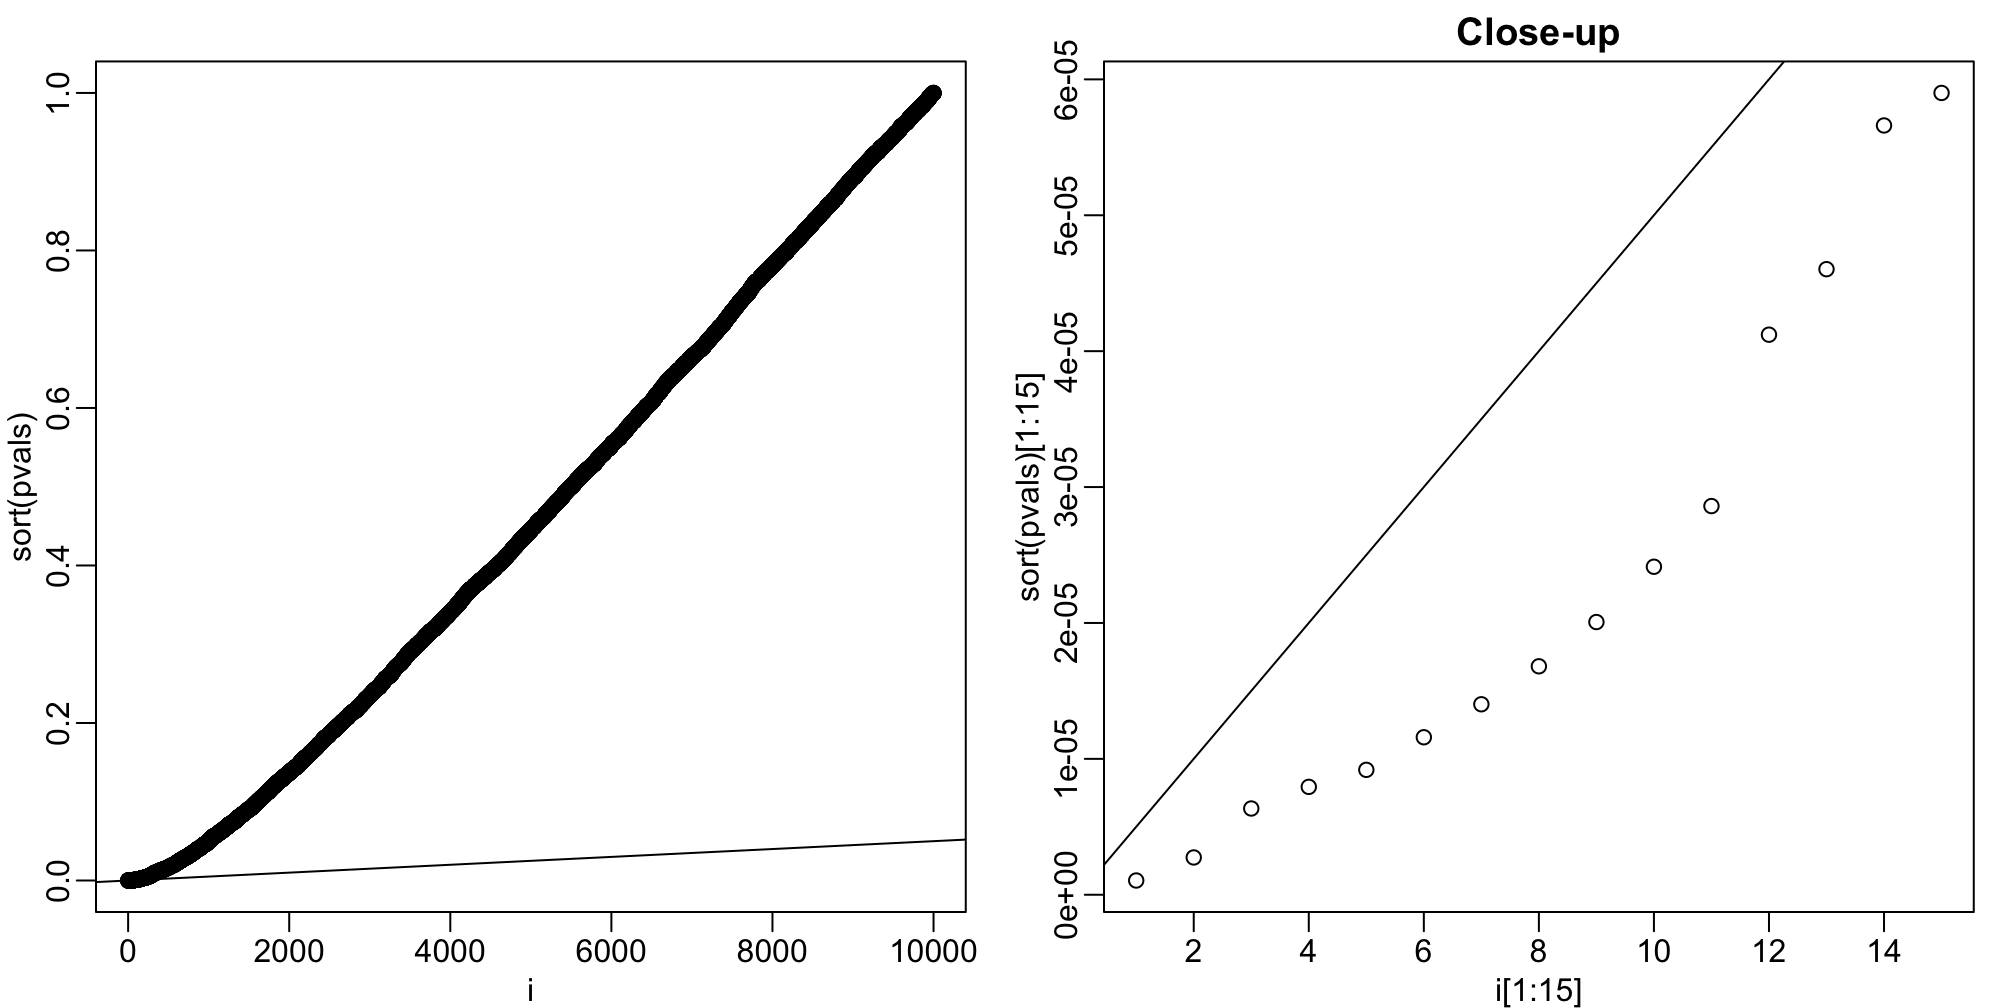 sort(pvals)
0.0 0.2 0.4 0.6 0.8 1.0
0 2000 4000 6000 8000 10000
i
Close-up
sort(pvals)[1:15]
0e+00 1e-05 2e-05 3e-05 4e-05 5e-05 6e-05
2 4 6 8 10 12 14
i[1:15]